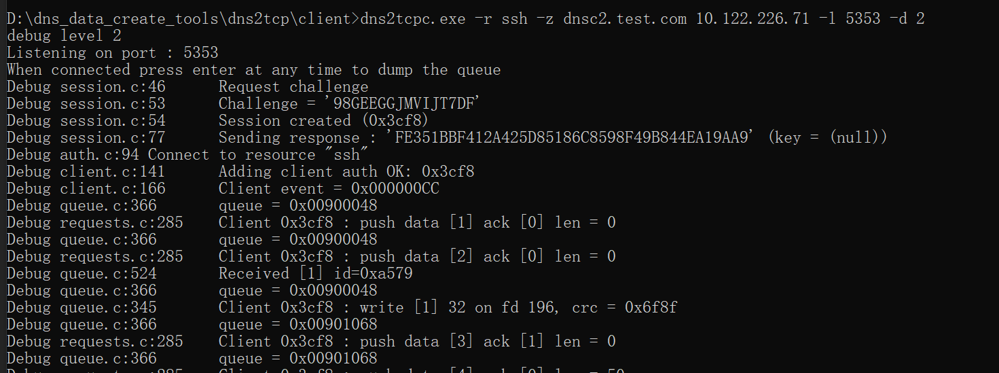 D:\dns_data_create_tools\dns2tcp\client>dns2tcpc.exe -r ssh -z dnsc2.test.com 10.122.226.71 -l 5353 -d 2
debug level 2
Listening on port : 5353
When connected press enter at any time to dump the queue
Debug session.c:46 Request challenge
Debug session.c:53 Challenge = '98GEEGGJMVIJT7DF'
Debug session.c:54 Session created (0x3cf8)
Debug session.c:77 Sending response : 'FE351BBF412A425D85186C8598F49B844EA19AA9' (key = (null))
Debug auth.c:94 Connect to resource "ssh"
Debug client.c:141 Adding client auth OK: 0x3cf8
Debug client.c:166 Client event = 0x000000CC
Debug queue.c:366 queue = 0x00900048
Debug requests.c:285 Client 0x3cf8 : push data [1] ack [0] len = 0
Debug queue.c:366 queue = 0x00900048
Debug requests.c:285 Client 0x3cf8 : push data [2] ack [0] len = 0
Debug queue.c:524 Received [1] id=0xa579
Debug queue.c:366 queue = 0x00900048
Debug queue.c:345 Client 0x3cf8 : write [1] 32 on fd 196, crc = 0x6f8f
Debug queue.c:366 queue = 0x00901068
Debug requests.c:285 Client 0x3cf8 : push data [3] ack [1] len = 0
Debug queue.c:366 queue = 0x00901068